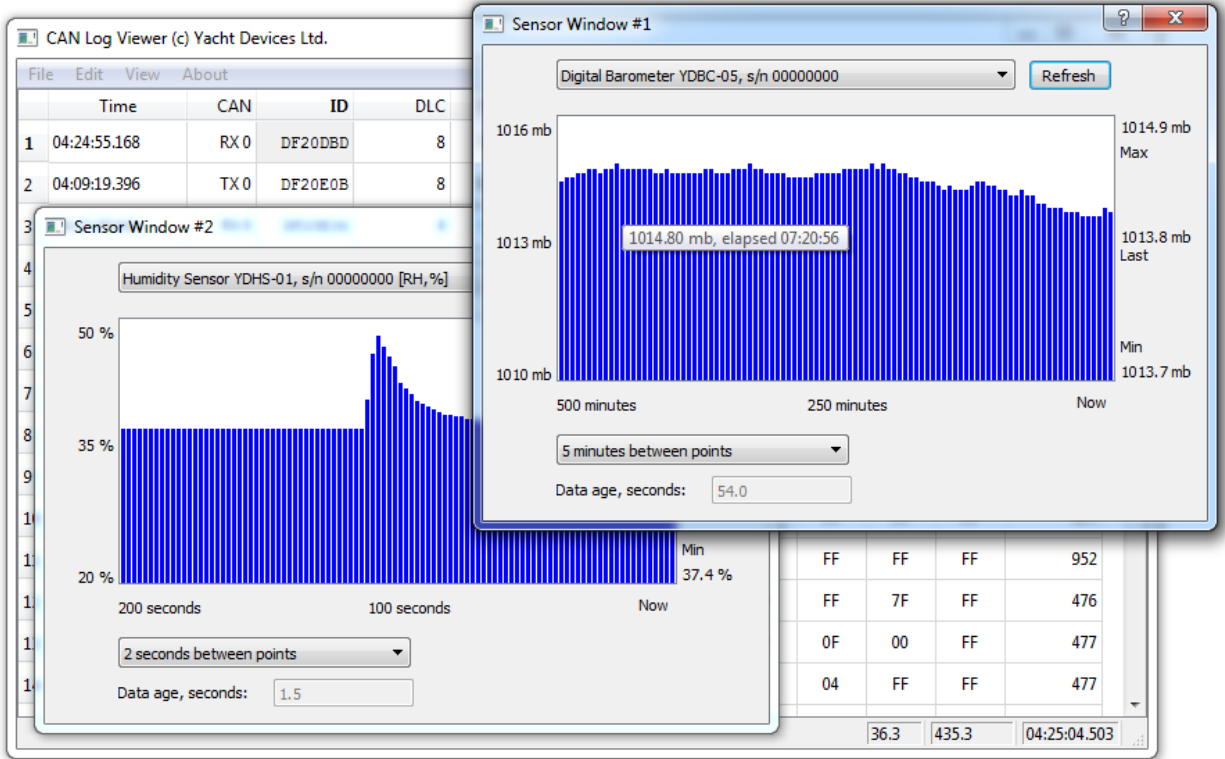 CAN Log Viewer (c) Yacht Devices Ltd.
File Edit View About
Time CAN ID DLC
1 04:24:55.168 RX 0 DF20DBD 8
2 04:09:19.396 TX 0 DF20E0B 8
3
4
5
6
7
8
9
FF FF FF 952
FF 7F FF 476
0F 00 FF 477
04 FF FF 477
36.3 435.3 04:25:04.503
Sensor Window #1
Digital Barometer YDBC-05, s/n 00000000 Refresh
1016 mb
1013 mb
1010 mb
1014.9 mb
Max
1013.8 mb
Last
Min
1013.7 mb
1014.80 mb, elapsed 07:20:56
500 minutes 250 minutes Now
5 minutes between points
Data age, seconds: 54.0
Sensor Window #2
Humidity Sensor YDHS-01, s/n 00000000 [RH,%]
50 %
35 %
20 %
Min
37.4 %
200 seconds 100 seconds Now
2 seconds between points
Data age, seconds: 1.5